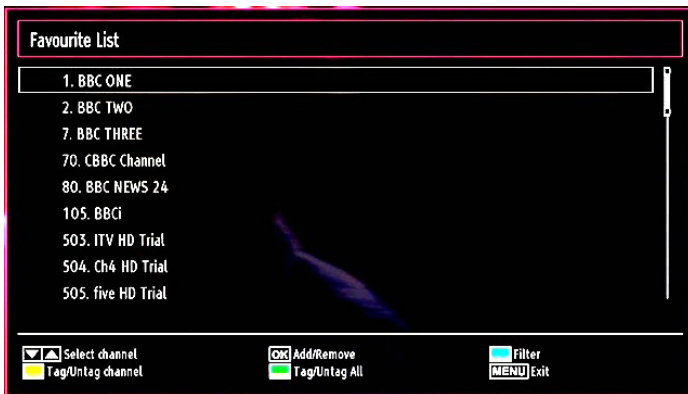 Favourite List
1. BBC ONE
2. BBC TWO
7. BBC THREE
70. CBBC Channel
80. BBC NEWS 24
105. BBCi
503. ITV HD Trial
504. Ch4 HD Trial
505. five HD Trial
Select channel OK Add/Remove Filter
Tag/Untag channel Tag/Untag All MENU Exit